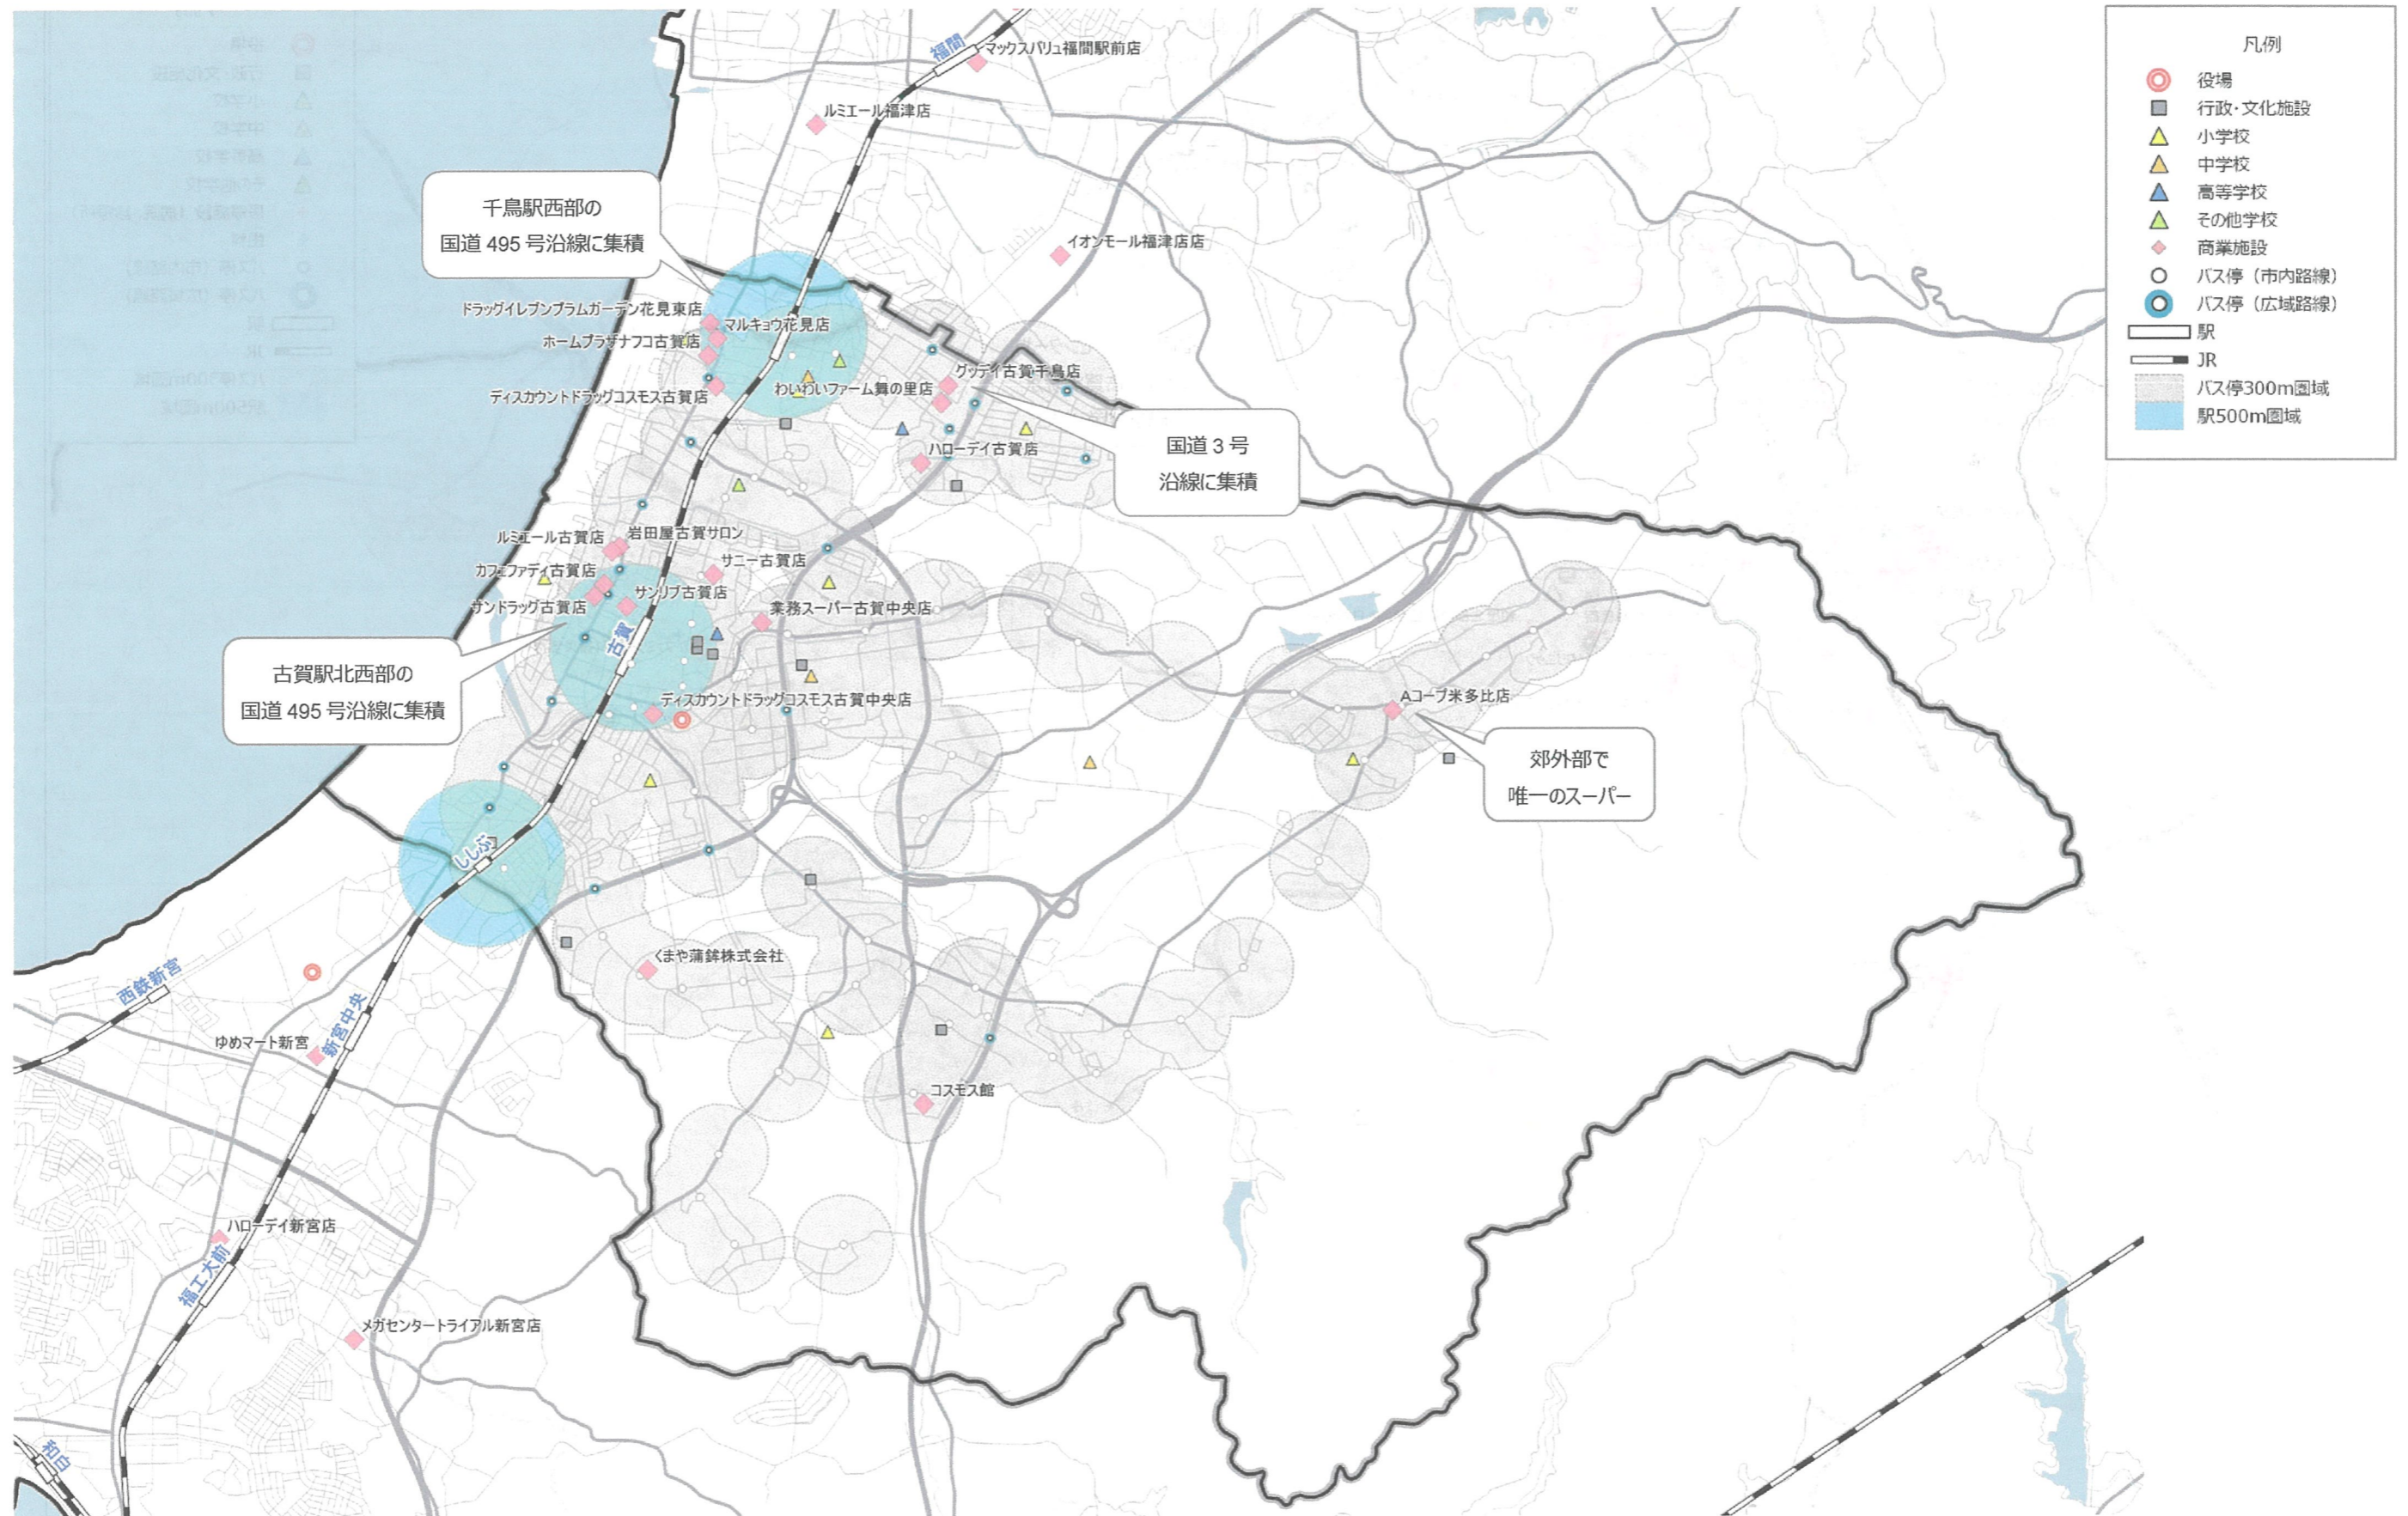 福間
マックスバリュ福間駅前店
ルミエール福津店
千鳥駅西部の
国道495号沿線に集積
イオンモール福津店店
ドラッグイレブンプラムガーデン花見東店
マルキョウ花見店
ホームプラザナフコ古賀店
グッデイ古賀千鳥店
わいわいファーム舞の里店
ディスカウントドラッグコスモス古賀店
国道3号
沿線に集積
ハローデイ古賀店
ルミエール古賀店
岩田屋古賀サロン
サニー古賀店
カフェファディ古賀店
サンリブ古賀店
サンドラッグ古賀店
業務スーパー古賀中央店
古賀
古賀駅北西部の
国道495号沿線に集積
ディスカウントドラッグコスモス古賀中央店
Aコープ米多比店
郊外部で
唯一のスーパー
ししぶ
くまや蒲鉾株式会社
西鉄新宮
新宮中央
ゆめマート新宮
コスモス館
ハローデイ新宮店
福工大前
メガセンタートライアル新宮店
和白
凡例
役場
行政・文化施設
小学校
中学校
高等学校
その他学校
商業施設
バス停（市内路線）
バス停（広域路線）
駅
JR
バス停300m圏域
駅500m圏域